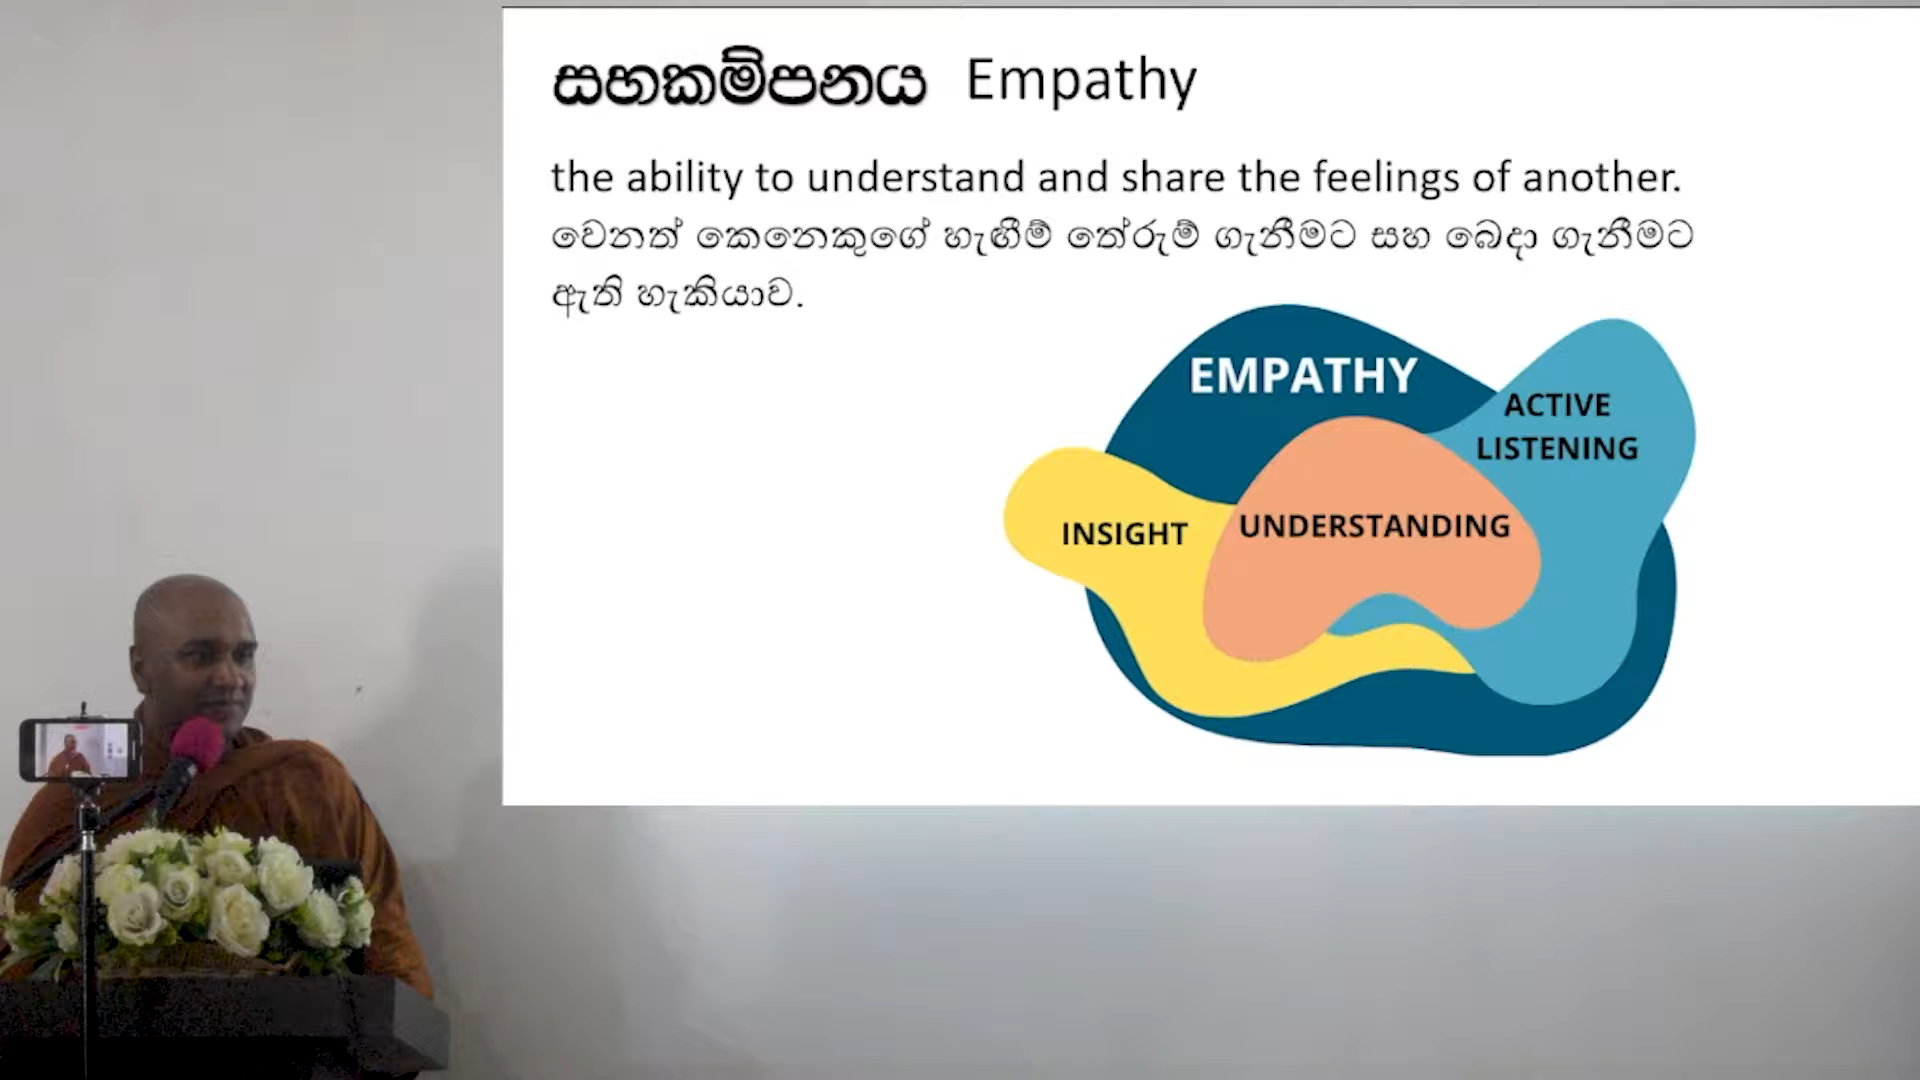 සහකම්පනය Empathy
the ability to understand and share the feelings of another.
වෙනත් කෙනෙකුගේ හැඟීම් තේරුම් ගැනීමට සහ බෙදා ගැනීමට
ඇති හැකියාව.
EMPATHY
ACTIVE
LISTENING
INSIGHT
UNDERSTANDING